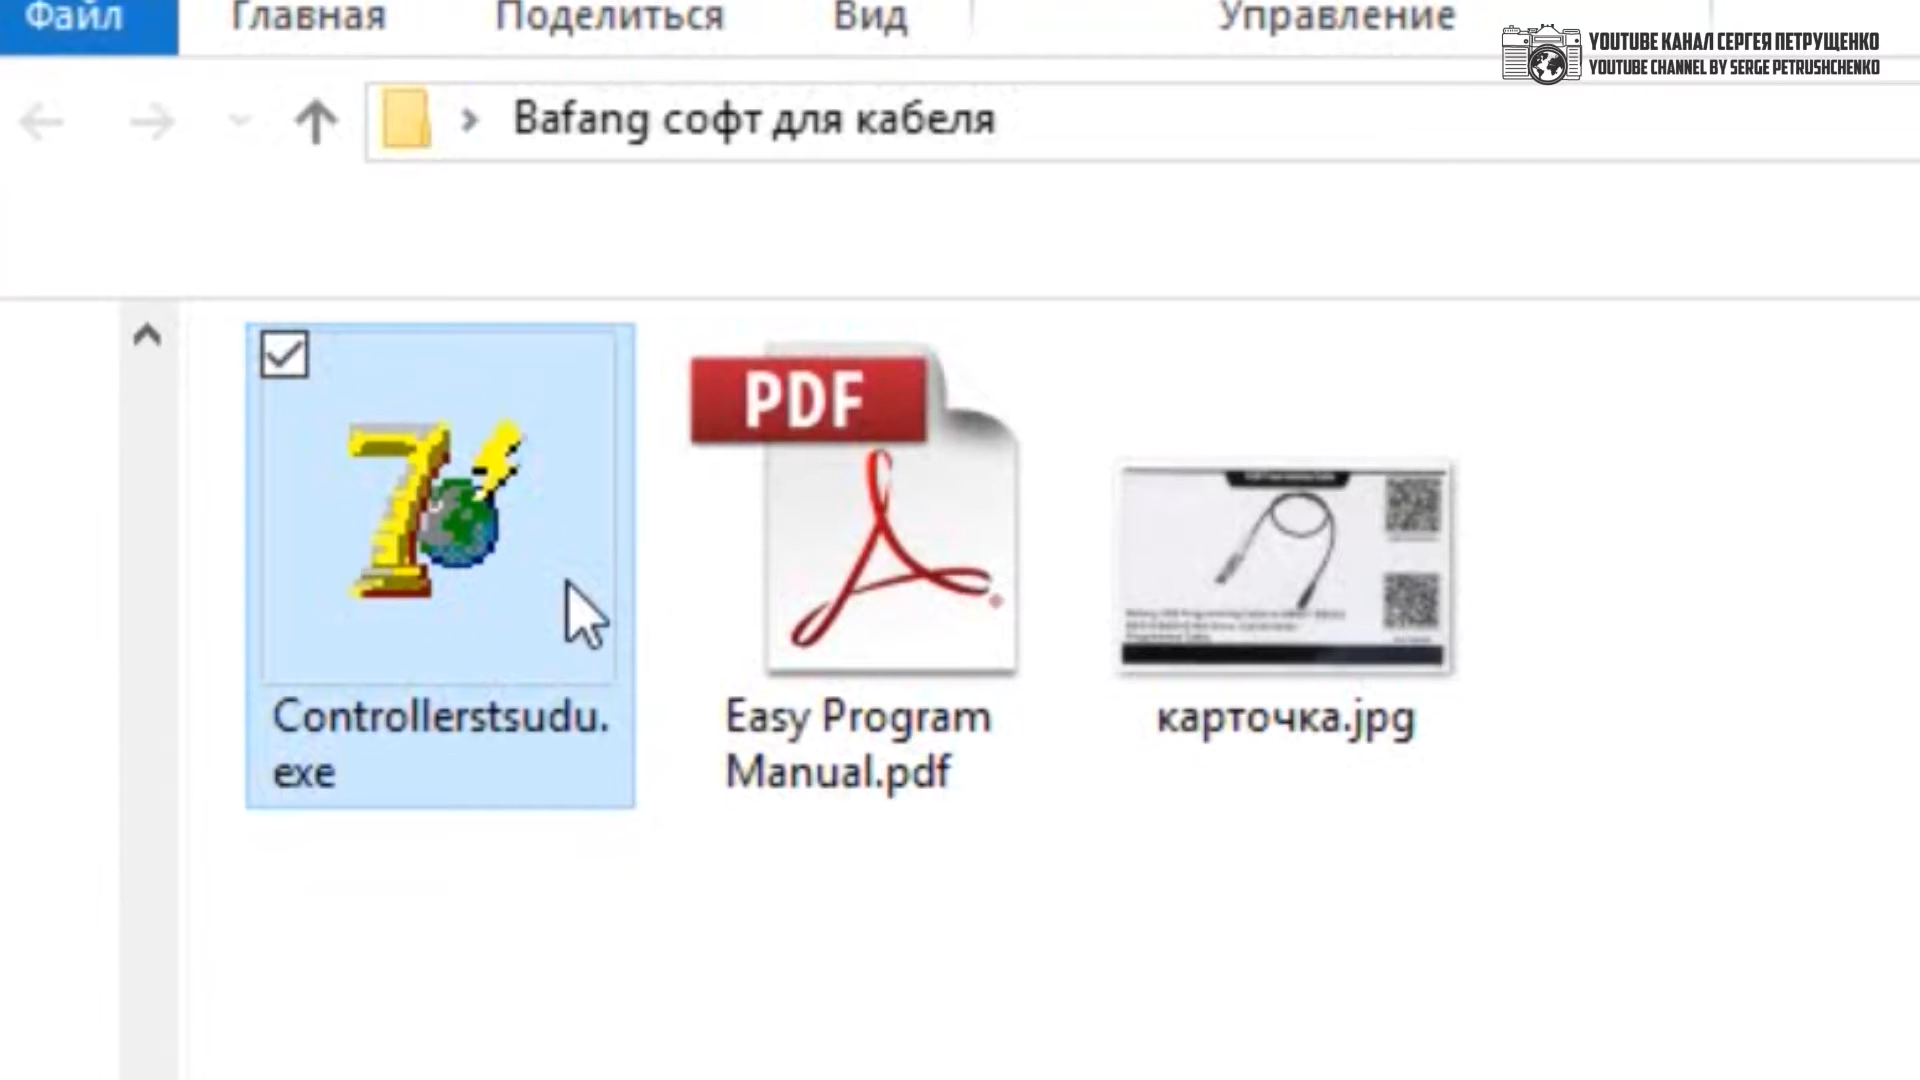 Файл Главная Поделиться Вид Управление
YOUTUBE КАНАЛ СЕРГЕЯ ПЕТРУЩЕНКО
YOUTUBE CHANNEL BY SERGE PETRUSHCHENKO
Bafang софт для кабеля
PDF
Controllerstsudu.
exe
Easy Program
Manual.pdf
карточка.jpg